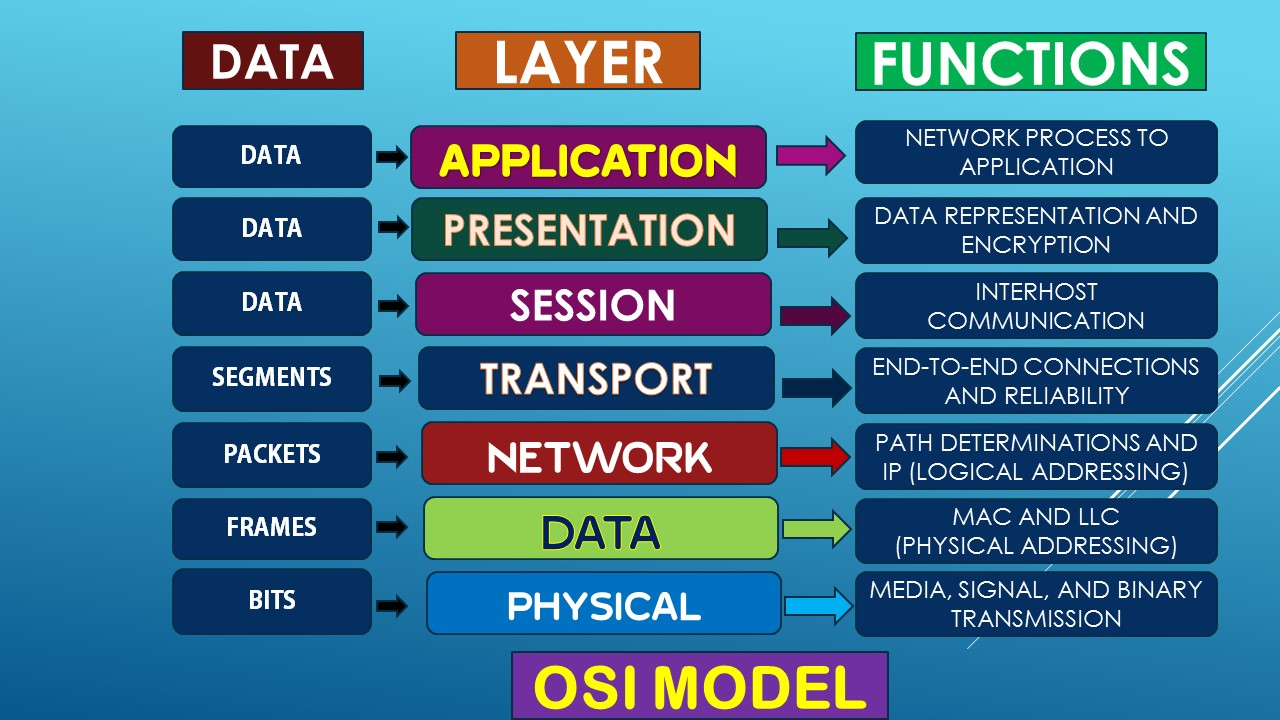 DATA LAYER FUNCTIONS
DATA APPLICATION NETWORK PROCESS TO
APPLICATION
DATA PRESENTATION DATA REPRESENTATION AND
ENCRYPTION
DATA SESSION INTERHOST
COMMUNICATION
SEGMENTS TRANSPORT END-TO-END CONNECTIONS
AND RELIABILITY
PACKETS NETWORK PATH DETERMINATIONS AND
IP (LOGICAL ADDRESSING)
FRAMES DATA MAC AND LLC
(PHYSICAL ADDRESSING)
BITS PHYSICAL MEDIA, SIGNAL, AND BINARY
TRANSMISSION
OSI MODEL